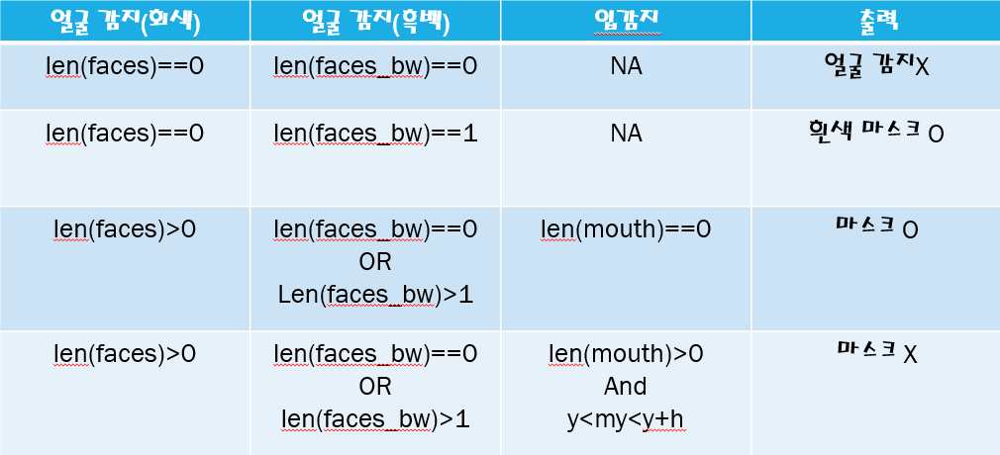 얼굴 감지(회색) 얼굴 감지(흑백) 입감지 출력
len(faces)==0 len(faces_bw)==0 NA 얼굴 감지X
len(faces)==0 len(faces_bw)==1 NA 흰색 마스크 O
len(faces)>0 len(faces_bw)==0 len(mouth)==0 마스크 O
OR
Len(faces_bw)>1
len(faces)>0 len(faces_bw)==0 len(mouth)>0 마스크 X
OR And
len(faces_bw)>1 y<my<y+h